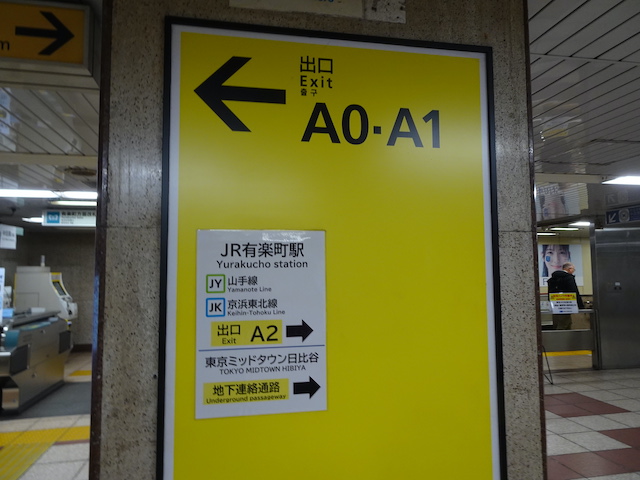 m
出口
Exit
출구
A0·A1
JR有楽町駅
Yurakucho station
JY 山手線
Yamanote Line
JK 京浜東北線
Keihin-Tohoku Line
出口 A2
Exit
東京ミッドタウン日比谷
TOKYO MIDTOWN HIBIYA
地下連絡通路
Underground passageway